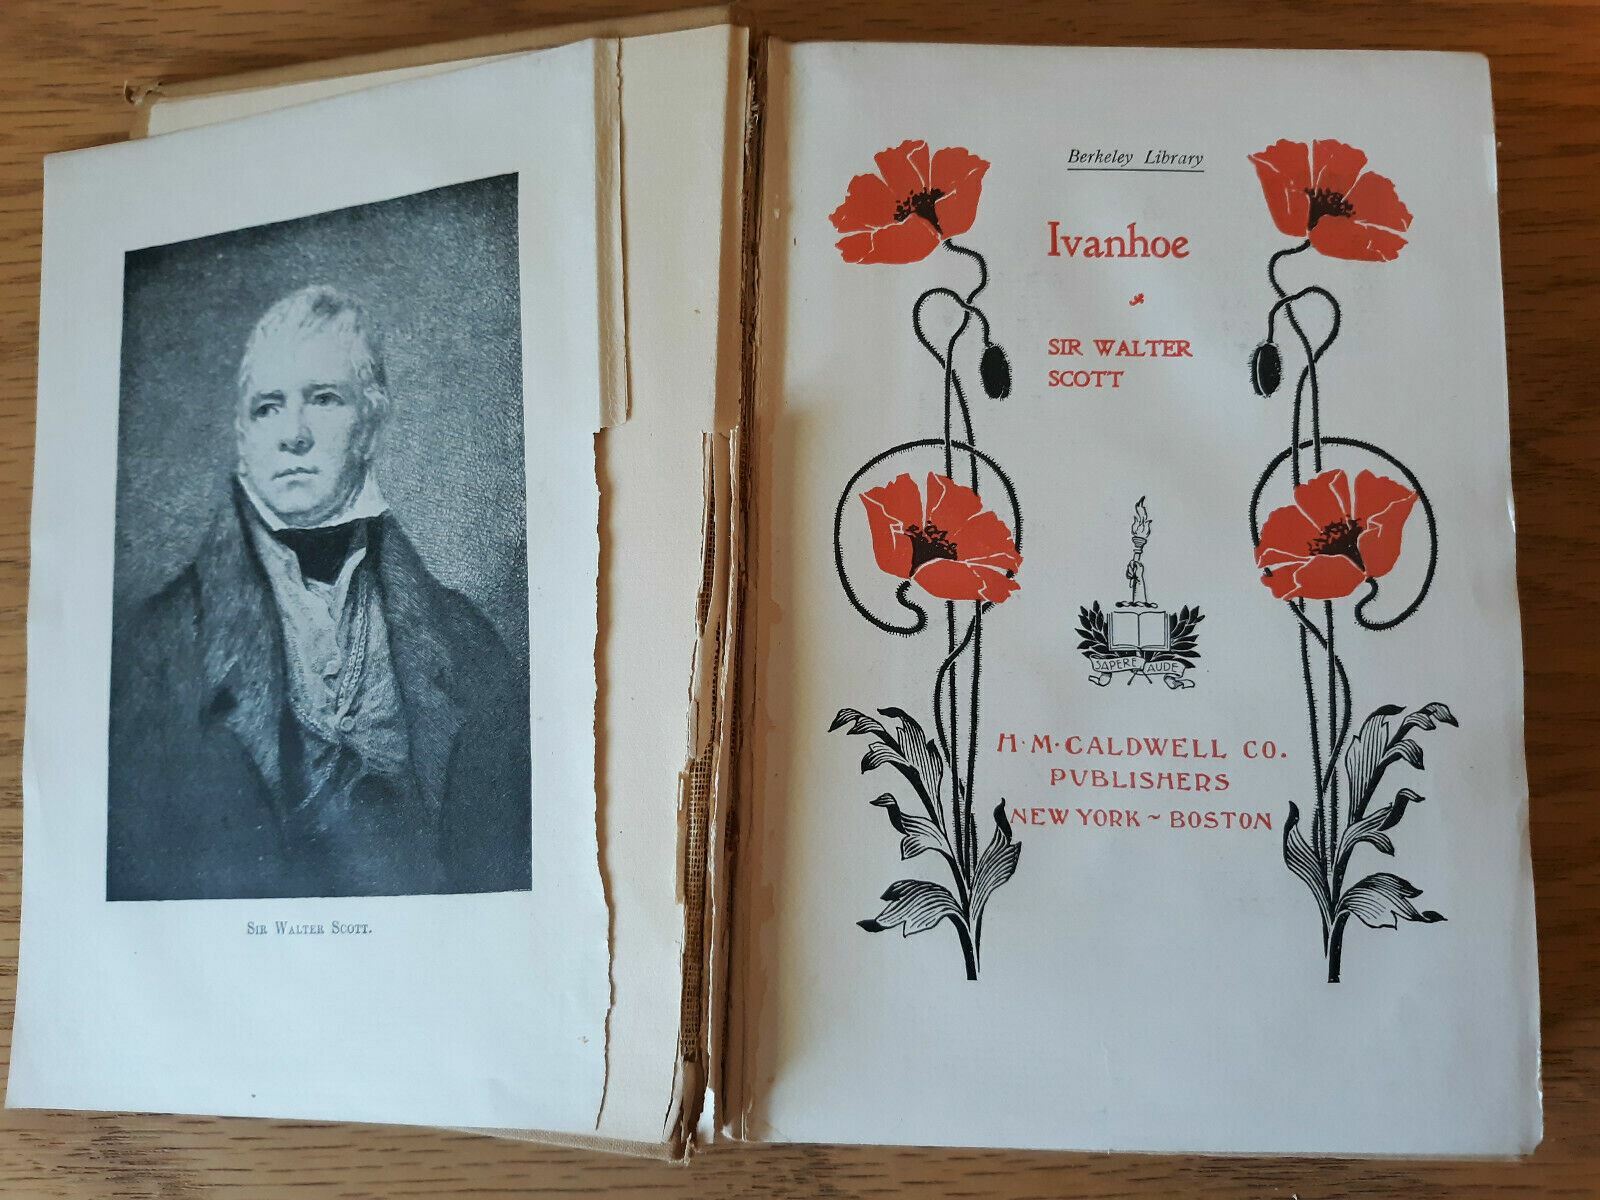 SIR WALTER SCOTT.
Berkeley Library
Ivanhoe
SIR WALTER
SCOTT
SAPERE AUDE
H·M·CALDWELL CO.
PUBLISHERS
NEW YORK ~ BOSTON